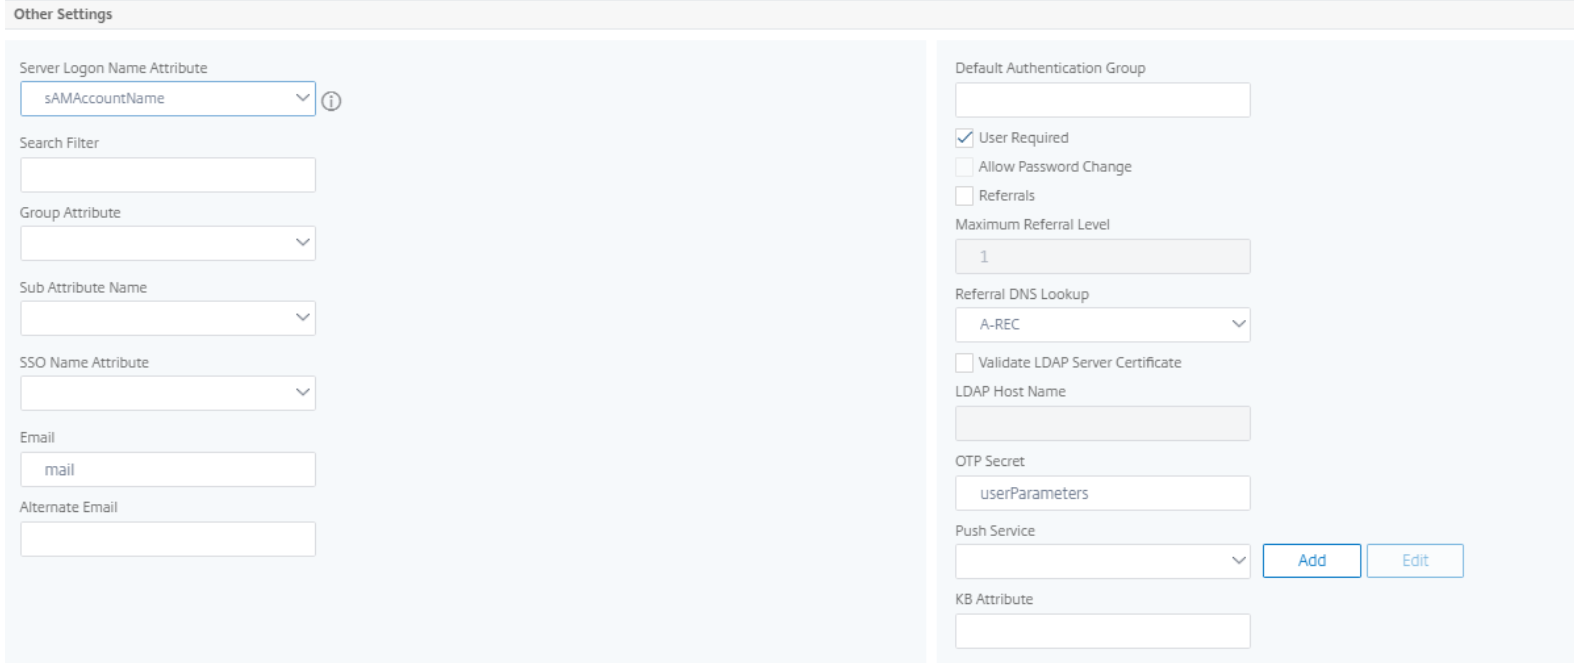 Other Settings
Server Logon Name Attribute
sAMAccountName
Search Filter
Group Attribute
Sub Attribute Name
SSO Name Attribute
Email
mail
Alternate Email
Default Authentication Group
User Required
Allow Password Change
Referrals
Maximum Referral Level
1
Referral DNS Lookup
A-REC
Validate LDAP Server Certificate
LDAP Host Name
OTP Secret
userParameters
Push Service
Add Edit
KB Attribute